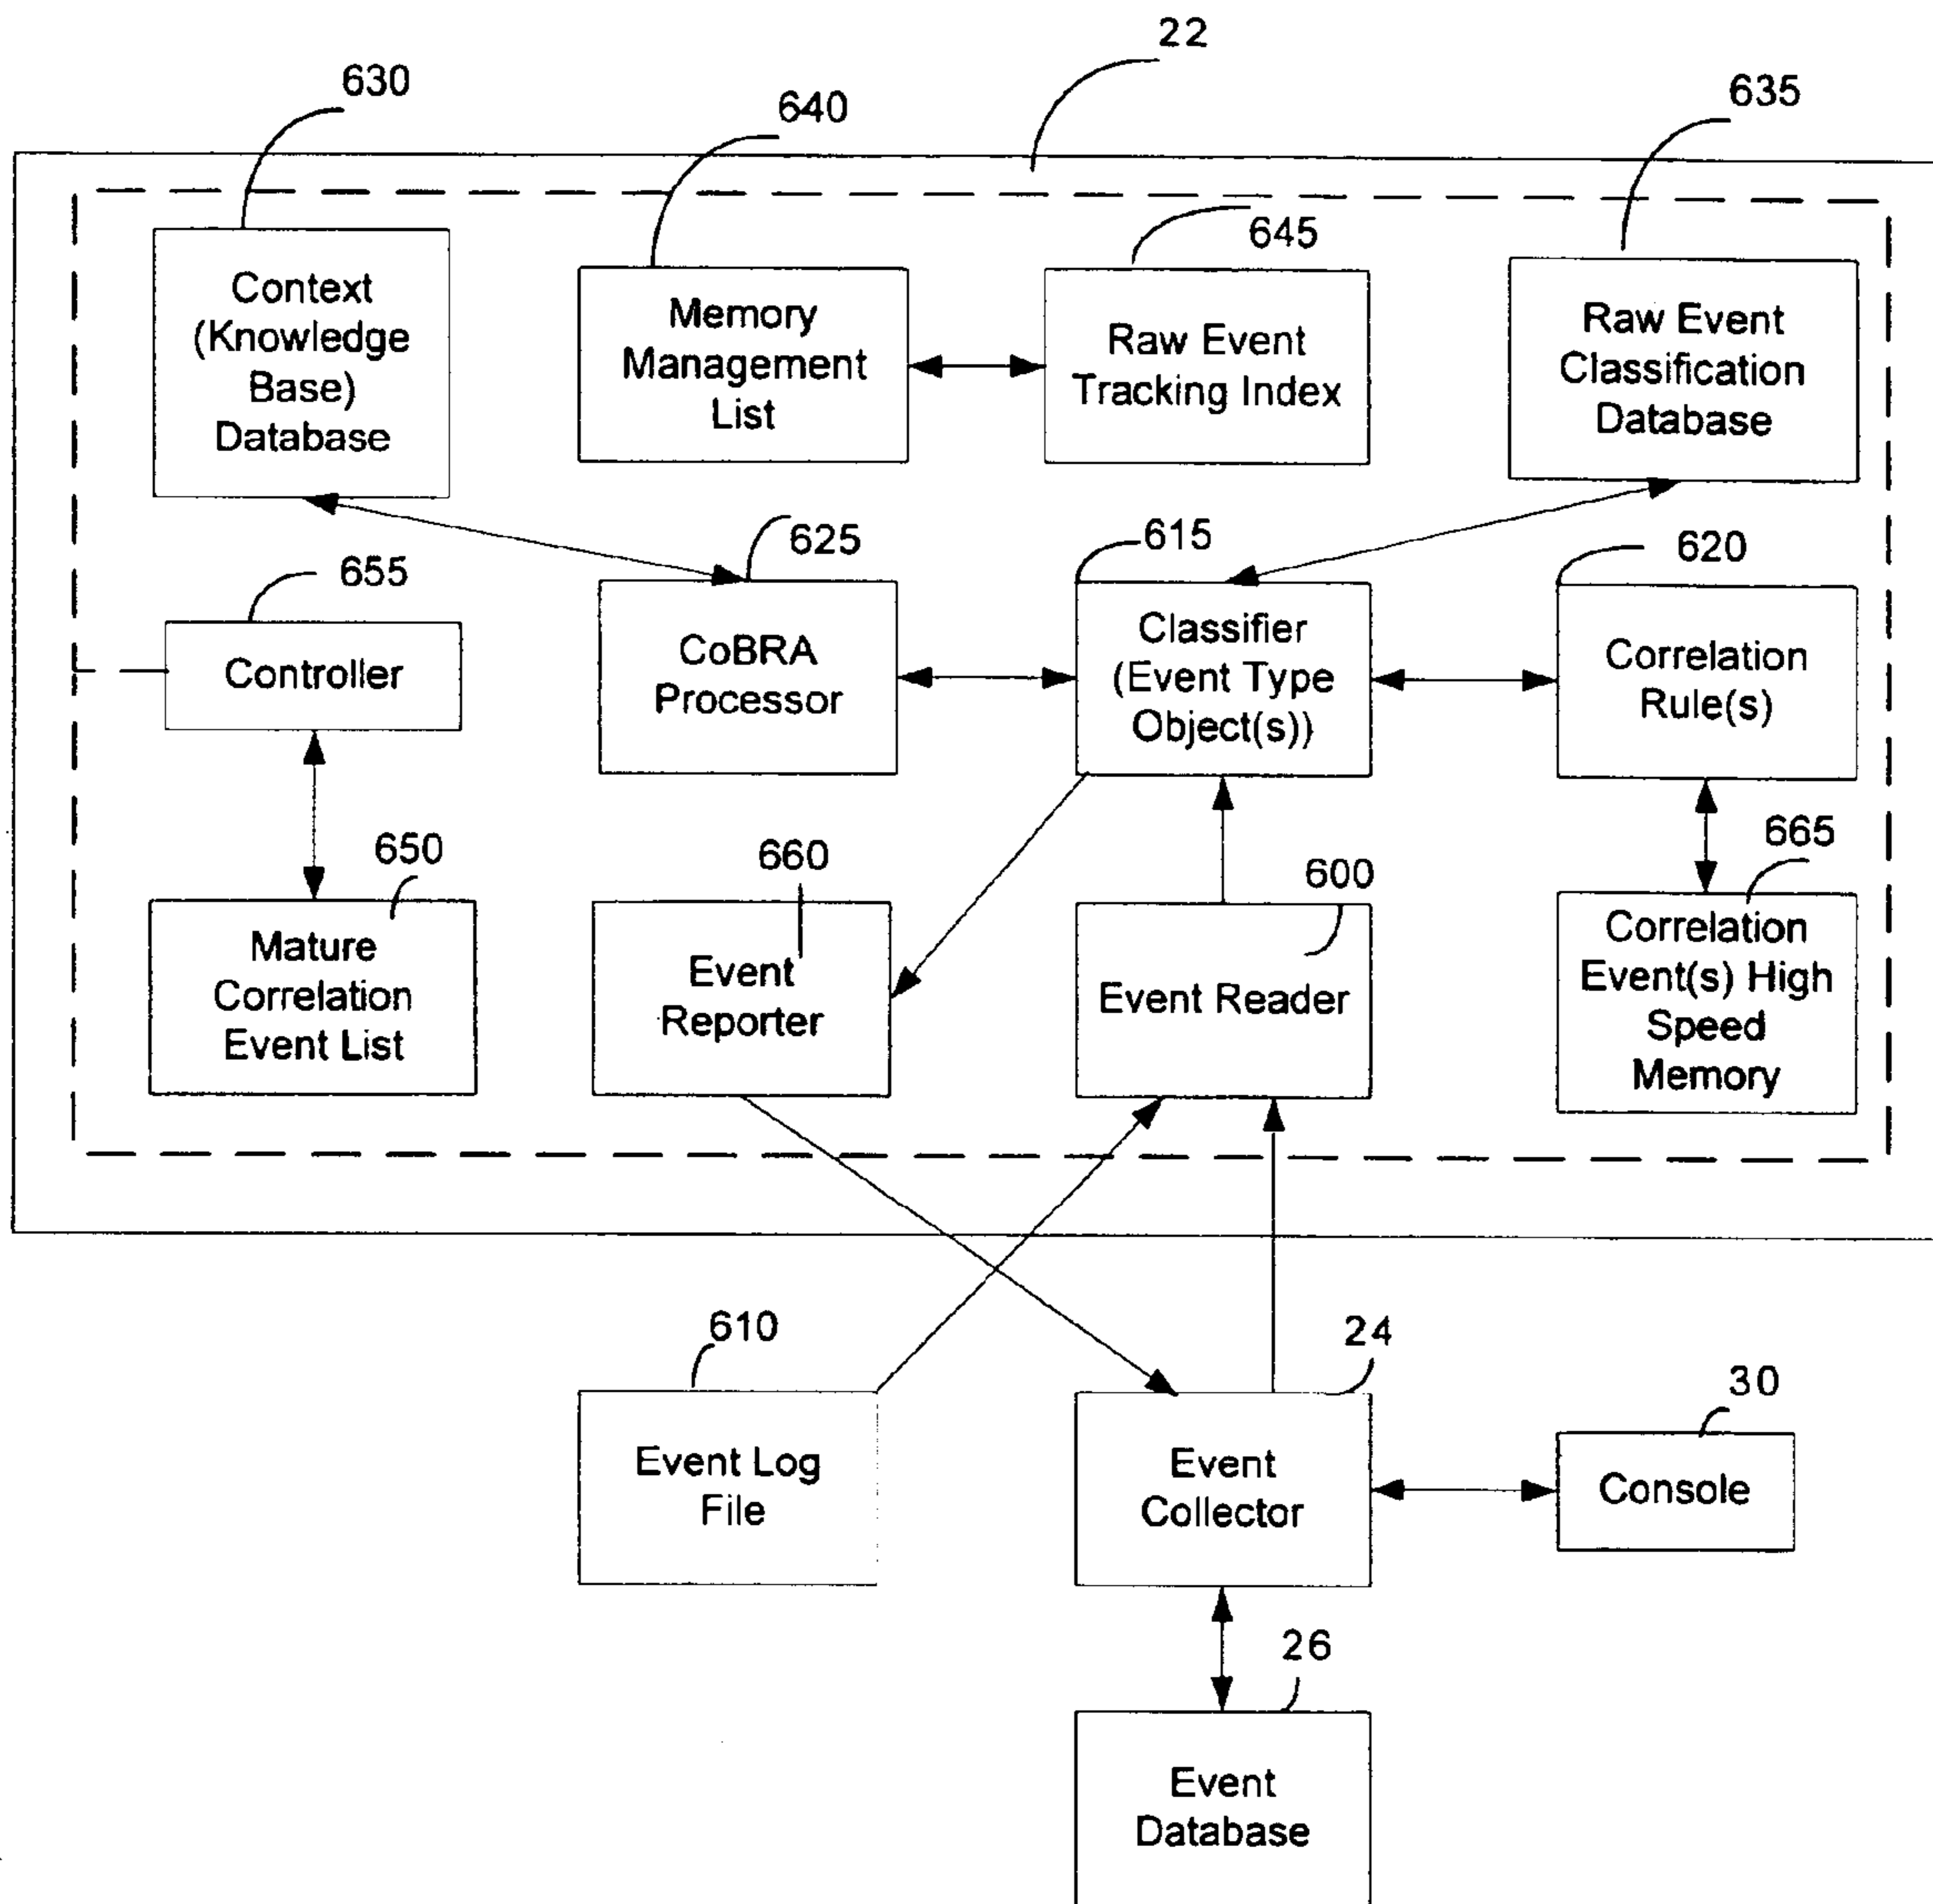 22
630
640
635
645
Context
(Knowledge
Base)
Database
Memory
Management
List
Raw Event
Tracking Index
Raw Event
Classification
Database
625
615
620
655
Controller
CoBRA
Processor
Classifier
(Event Type
Object(s))
Correlation
Rule(s)
650
660
600
665
Mature
Correlation
Event List
Event
Reporter
Event Reader
Correlation
Event(s) High
Speed
Memory
610
24
30
Event Log
File
Event
Collector
Console
26
Event
Database